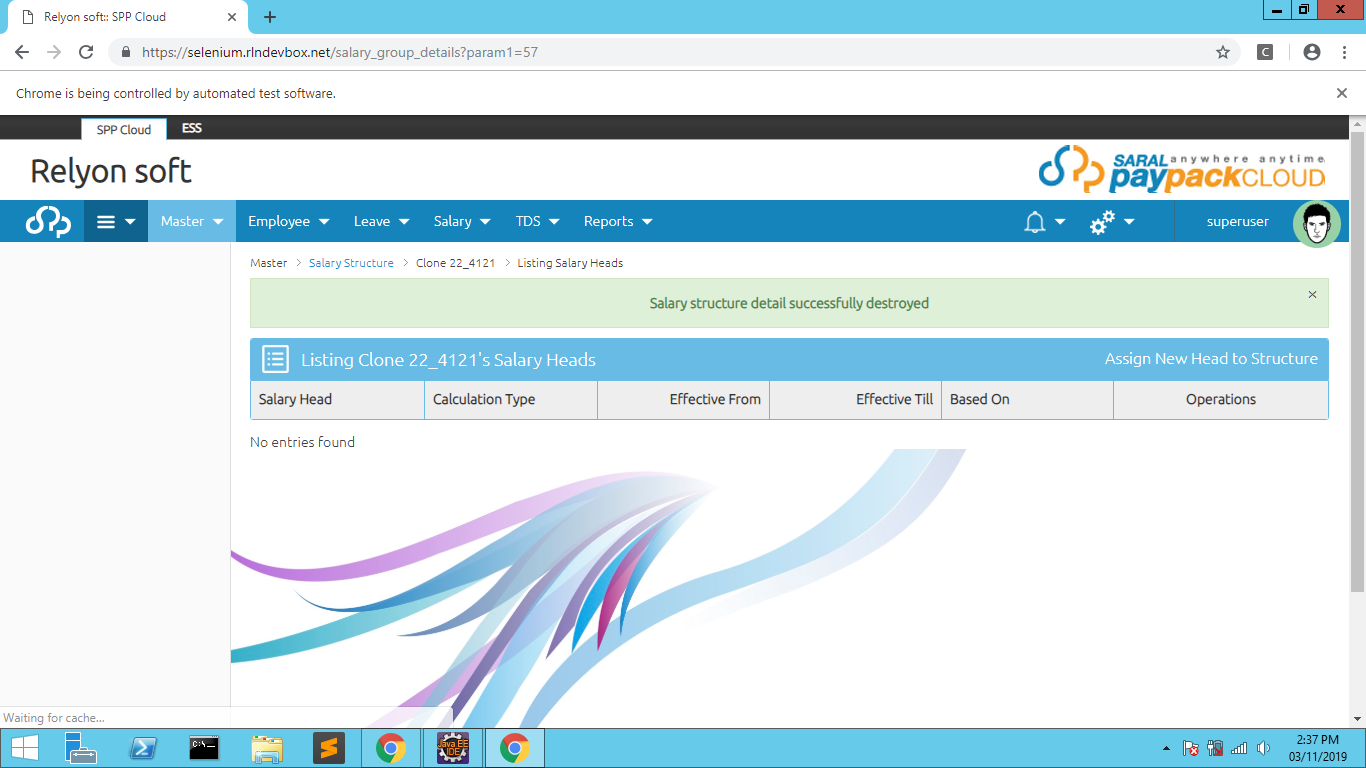 Relyon soft:: SPP Cloud
https://selenium.rlndevbox.net/salary_group_details?param1=57
C
Chrome is being controlled by automated test software.
SPP Cloud ESS
Relyon soft
SARAL anywhere anytime
paypackCLOUD
Master Employee Leave Salary TDS Reports superuser
Master > Salary Structure > Clone 22_4121 > Listing Salary Heads
Salary structure detail successfully destroyed
Listing Clone 22_4121's Salary Heads Assign New Head to Structure
Salary Head Calculation Type Effective From Effective Till Based On Operations
No entries found
Waiting for cache...
C:\
Java EE
IDE
2:37 PM
03/11/2019